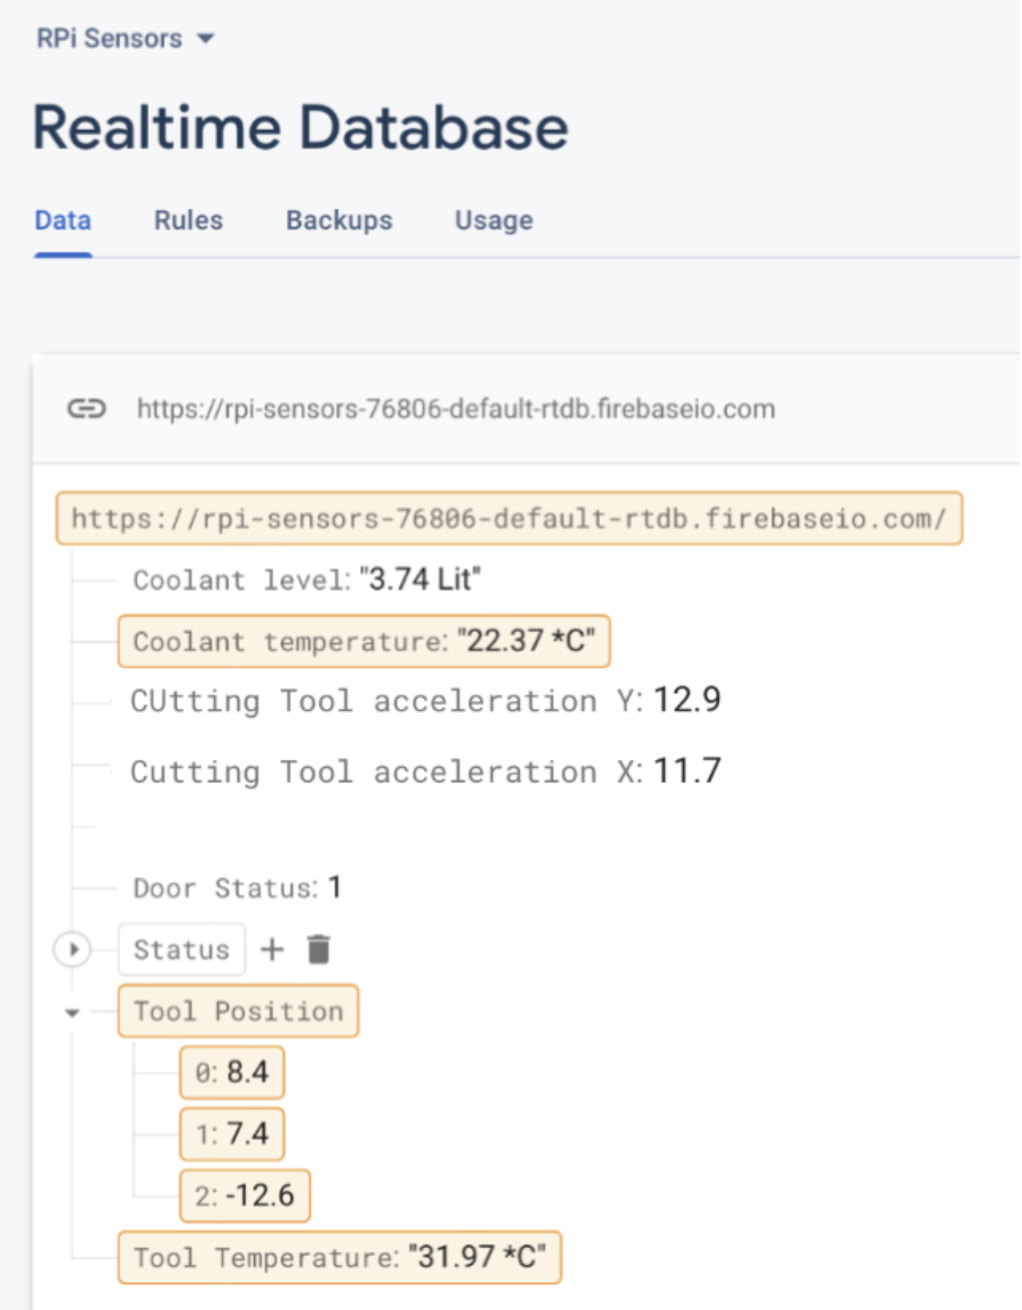 RPi Sensors
Realtime Database
Data Rules Backups Usage
https://rpi-sensors-76806-default-rtdb.firebaseio.com
https://rpi-sensors-76806-default-rtdb.firebaseio.com/
Coolant level: "3.74 Lit"
Coolant temperature: "22.37 *C"
CUtting Tool acceleration Y: 12.9
Cutting Tool acceleration X: 11.7
Door Status: 1
Status +
Tool Position
0: 8.4
1: 7.4
2: -12.6
Tool Temperature: "31.97 *C"